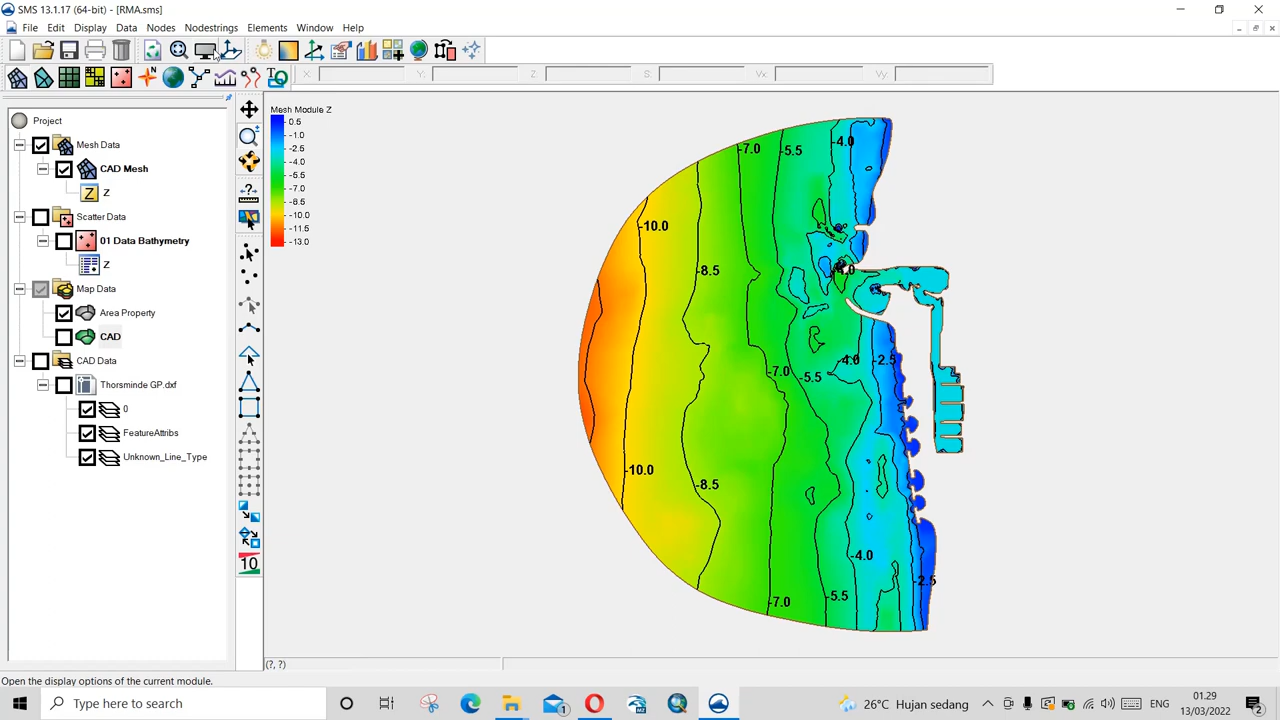 SMS 13.1.17 (64-bit) - [RMA.sms]
File Edit Display Data Nodes Nodestrings Elements Window Help
X: Y: Z: S: Vx: Vy:
Project
Mesh Data
CAD Mesh
Z
Scatter Data
01 Data Bathymetry
Z
Map Data
Area Property
CAD
CAD Data
Thorsminde GP.dxf
0
FeatureAttribs
Unknown_Line_Type
10
Mesh Module Z
0.5
-1.0
-2.5
-4.0
-5.5
-7.0
-8.5
-10.0
-11.5
-13.0
-7.0 -5.5 -4.0
-10.0
-8.5 -4.0
-4.0 -2.5
-7.0 -5.5
-10.0
-8.5
-4.0
-2.5
-7.0 -5.5
(?, ?)
Open the display options of the current module.
Type here to search
1
26°C Hujan sedang
ENG
01.29
13/03/2022
2